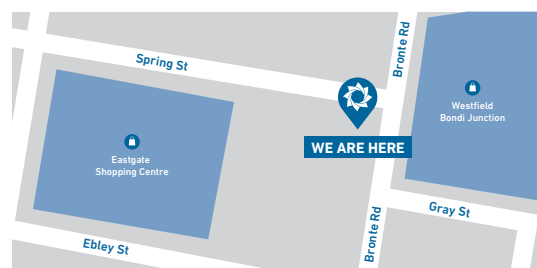 Bronte Rd
Spring St
Westfield
Bondi Junction
WE ARE HERE
Eastgate
Shopping Centre
Gray St
Bronte Rd
Ebley St